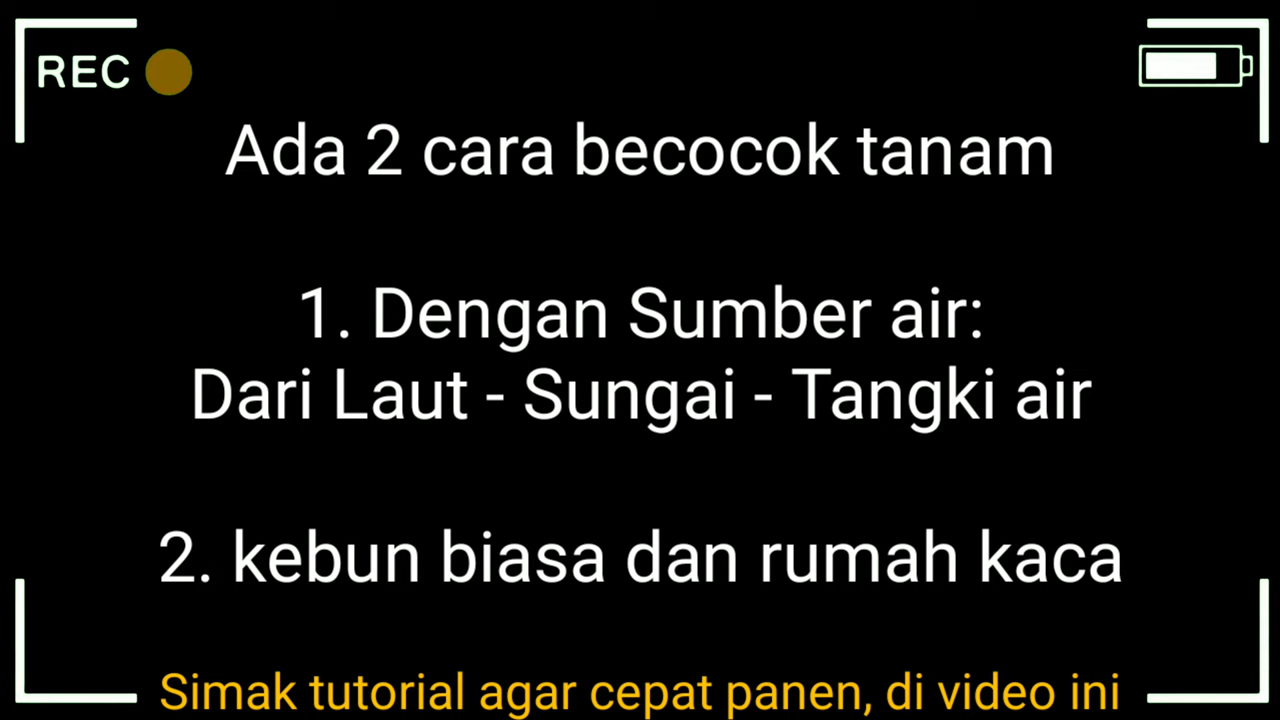 REC
Ada 2 cara becocok tanam
1. Dengan Sumber air:
Dari Laut - Sungai - Tangki air
2. kebun biasa dan rumah kaca
Simak tutorial agar cepat panen, di video ini